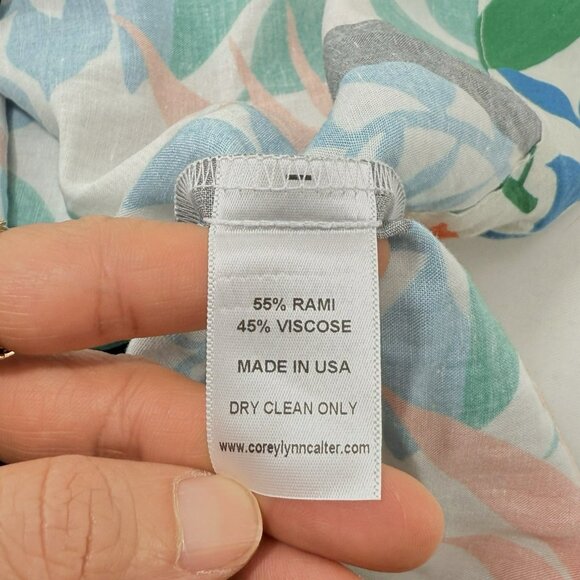 55% RAMI
45% VISCOSE
MADE IN USA
DRY CLEAN ONLY
www.coreylynncalter.com